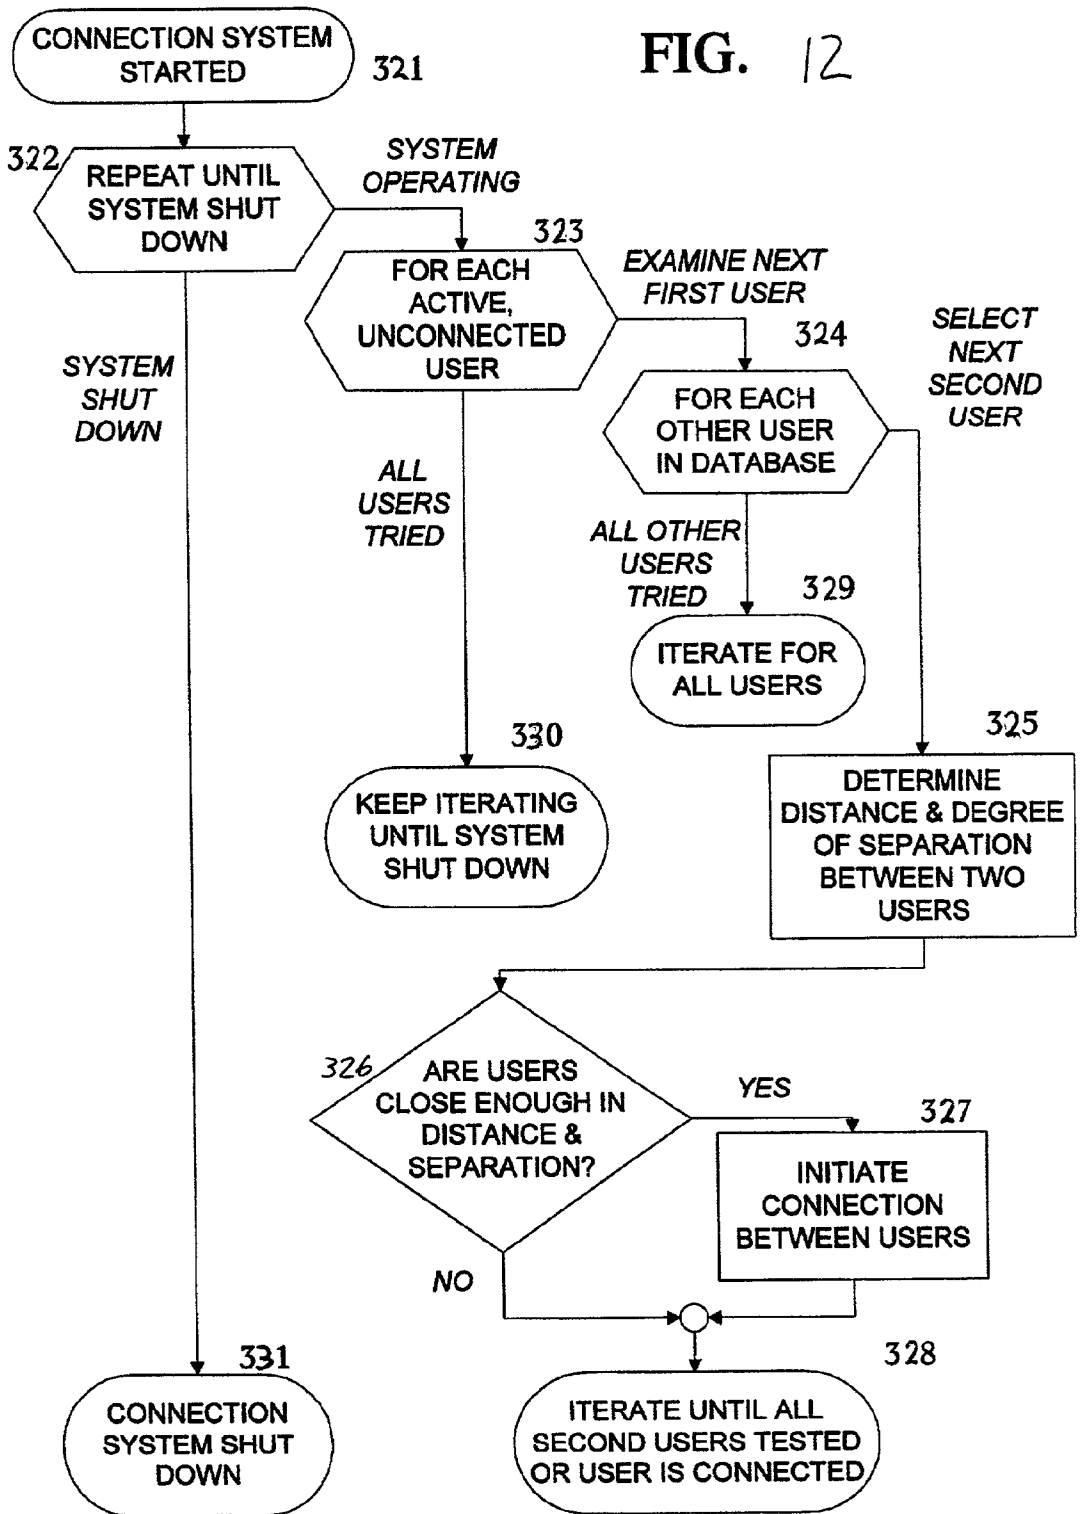 CONNECTION SYSTEM
STARTED
321
FIG. 12
322
REPEAT UNTIL
SYSTEM SHUT
DOWN
SYSTEM
OPERATING
323
FOR EACH
ACTIVE,
UNCONNECTED
USER
EXAMINE NEXT
FIRST USER
324
FOR EACH
OTHER USER
IN DATABASE
SELECT
NEXT
SECOND
USER
SYSTEM
SHUT
DOWN
ALL
USERS
TRIED
ALL OTHER
USERS
TRIED
329
ITERATE FOR
ALL USERS
330
KEEP ITERATING
UNTIL SYSTEM
SHUT DOWN
325
DETERMINE
DISTANCE & DEGREE
OF SEPARATION
BETWEEN TWO
USERS
326
ARE USERS
CLOSE ENOUGH IN
DISTANCE &
SEPARATION?
YES
327
INITIATE
CONNECTION
BETWEEN USERS
NO
328
ITERATE UNTIL ALL
SECOND USERS TESTED
OR USER IS CONNECTED
331
CONNECTION
SYSTEM SHUT
DOWN